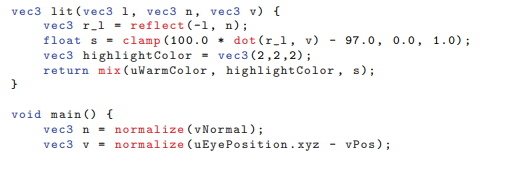 vec3 lit(vec3 l, vec3 n, vec3 v) {
    vec3 r_l = reflect(-l, n);
    float s = clamp(100.0 * dot(r_l, v) - 97.0, 0.0, 1.0);
    vec3 highlightColor = vec3(2,2,2);
    return mix(uWarmColor, highlightColor, s);
}

void main() {
    vec3 n = normalize(vNormal);
    vec3 v = normalize(uEyePosition.xyz - vPos);